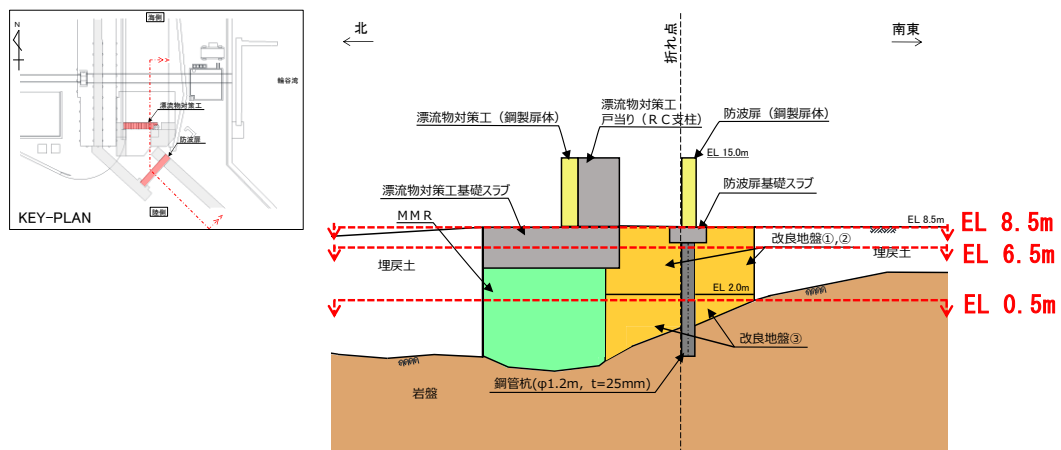 N
海側
輪谷湾
漂流物対策工
防波扉
陸側
KEY-PLAN
北
折れ点
南東
漂流物対策工（鋼製扉体）
漂流物対策工
戸当り（ＲＣ支柱）
防波扉（鋼製扉体）
EL 15.0m
漂流物対策工基礎スラブ
防波扉基礎スラブ
ＭＭＲ
EL 8.5m
EL 8.5m
改良地盤①,②
EL 6.5m
埋戻土
埋戻土
EL 2.0m
EL 0.5m
改良地盤③
鋼管杭(φ1.2m, t=25mm)
岩盤